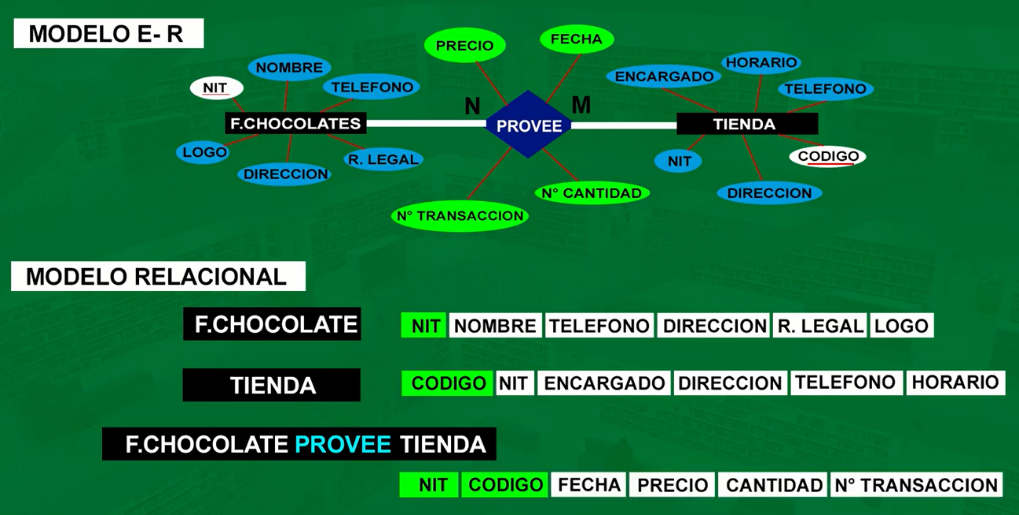 MODELO E- R
PRECIO
FECHA
NOMBRE
NIT
TELEFONO
F.CHOCOLATES
LOGO
DIRECCION
R. LEGAL
N
PROVEE
M
ENCARGADO
HORARIO
TELEFONO
TIENDA
NIT
CODIGO
DIRECCION
N° TRANSACCION
N° CANTIDAD
MODELO RELACIONAL
F.CHOCOLATE NIT NOMBRE TELEFONO DIRECCION R. LEGAL LOGO
TIENDA CODIGO NIT ENCARGADO DIRECCION TELEFONO HORARIO
F.CHOCOLATE PROVEE TIENDA
NIT CODIGO FECHA PRECIO CANTIDAD N° TRANSACCION